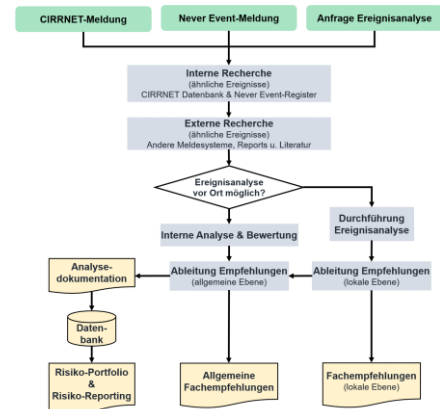 CIRRNET-Meldung
Never Event-Meldung
Anfrage Ereignisanalyse
Interne Recherche
(ähnliche Ereignisse)
CIRRNET Datenbank & Never Event-Register
Externe Recherche
(ähnliche Ereignisse)
Andere Meldesysteme, Reports u. Literatur
Ereignisanalyse
vor Ort möglich?
Durchführung
Ereignisanalyse
Interne Analyse & Bewertung
Analyse-
dokumentation
Ableitung Empfehlungen
(allgemeine Ebene)
Ableitung Empfehlungen
(lokale Ebene)
Daten-
bank
Risiko-Portfolio
&
Risiko-Reporting
Allgemeine
Fachempfehlungen
Fachempfehlungen
(lokale Ebene)